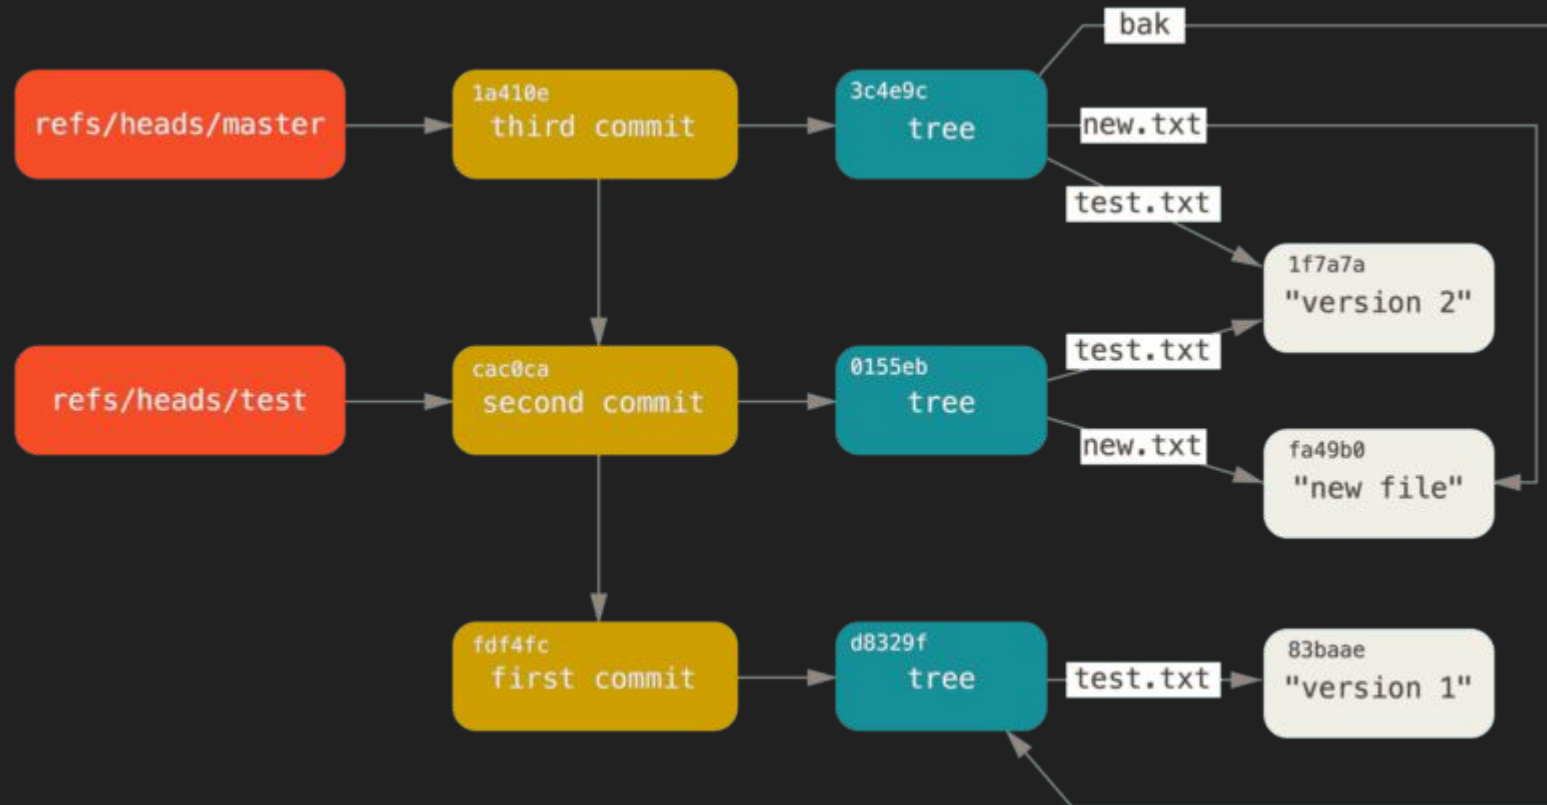 bak
refs/heads/master
1a410e
third commit
3c4e9c
tree
new.txt
test.txt
1f7a7a
"version 2"
refs/heads/test
cac0ca
second commit
0155eb
tree
test.txt
new.txt
fa49b0
"new file"
fdf4fc
first commit
d8329f
tree
test.txt
83baae
"version 1"